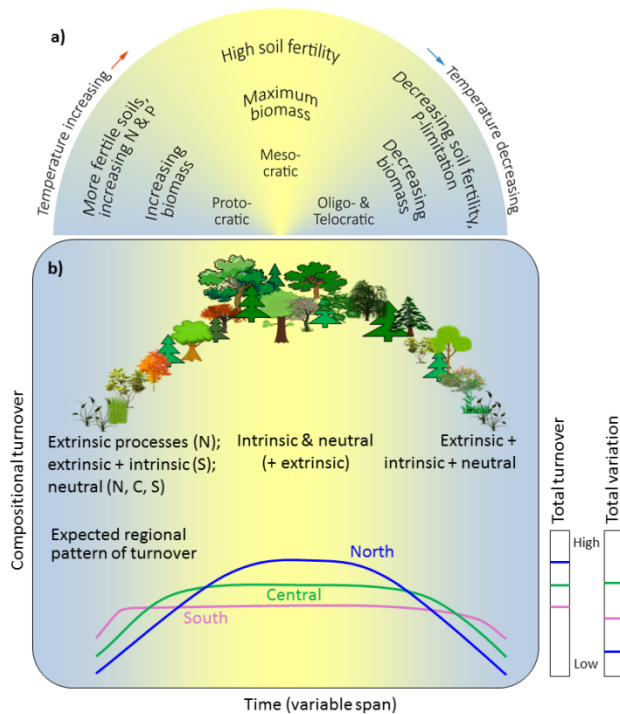 a)
Temperature increasing
More fertile soils,
increasing N & P
Increasing
biomass
High soil fertility
Maximum
biomass
Meso-
cratic
Proto-
cratic
Oligo- &
Telocratic
Decreasing
biomass
Decreasing soil fertility,
P-limitation
Temperature decreasing
b)
Compositional turnover
Extrinsic processes (N);
extrinsic + intrinsic (S);
neutral (N, C, S)
Intrinsic & neutral
(+ extrinsic)
Extrinsic +
intrinsic + neutral
Expected regional
pattern of turnover
North
Central
South
Time (variable span)
Total turnover
Total variation
High
Low